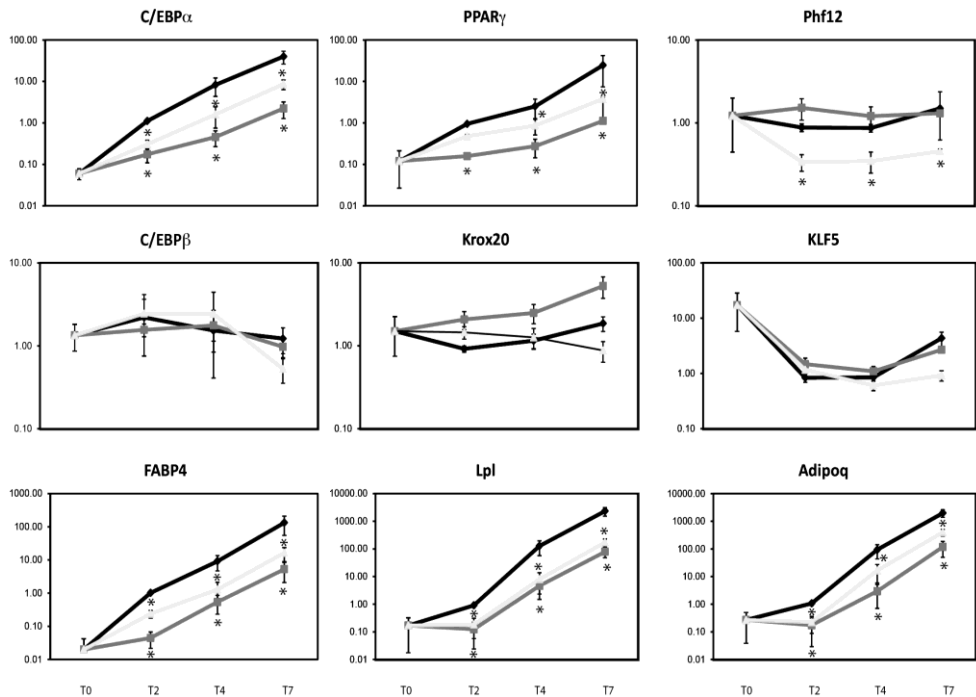 C/EBPα
100.00
10.00
1.00
0.10
0.01
* * *
* * *
PPARγ
100.00
10.00
1.00
0.10
0.01
* *
* * *
Phf12
10.00
1.00
0.10
* * *
C/EBPβ
10.00
1.00
0.10
Krox20
10.00
1.00
0.10
KLF5
100.00
10.00
1.00
0.10
FABP4
1000.00
100.00
10.00
1.00
0.10
0.01
* * *
* * *
T0 T2 T4 T7
Lpl
10000.00
1000.00
100.00
10.00
1.00
0.10
0.01
* * *
* * *
T0 T2 T4 T7
Adipoq
10000.00
1000.00
100.00
10.00
1.00
0.10
0.01
* * *
* * *
T0 T2 T4 T7